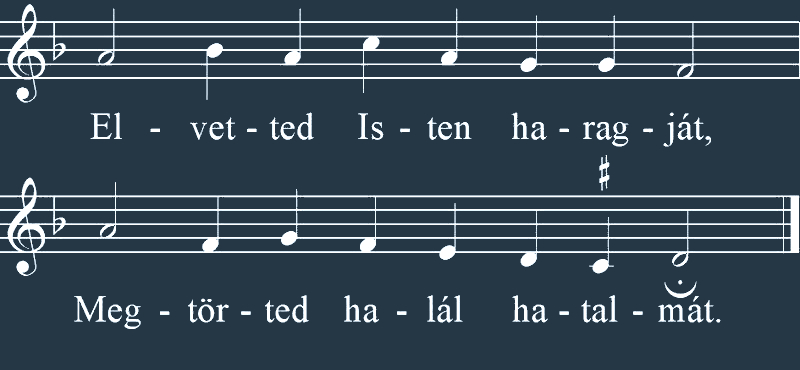 El - vet - ted Is - ten ha - rag - ját,
Meg - tör - ted ha - lál ha - tal - mát.